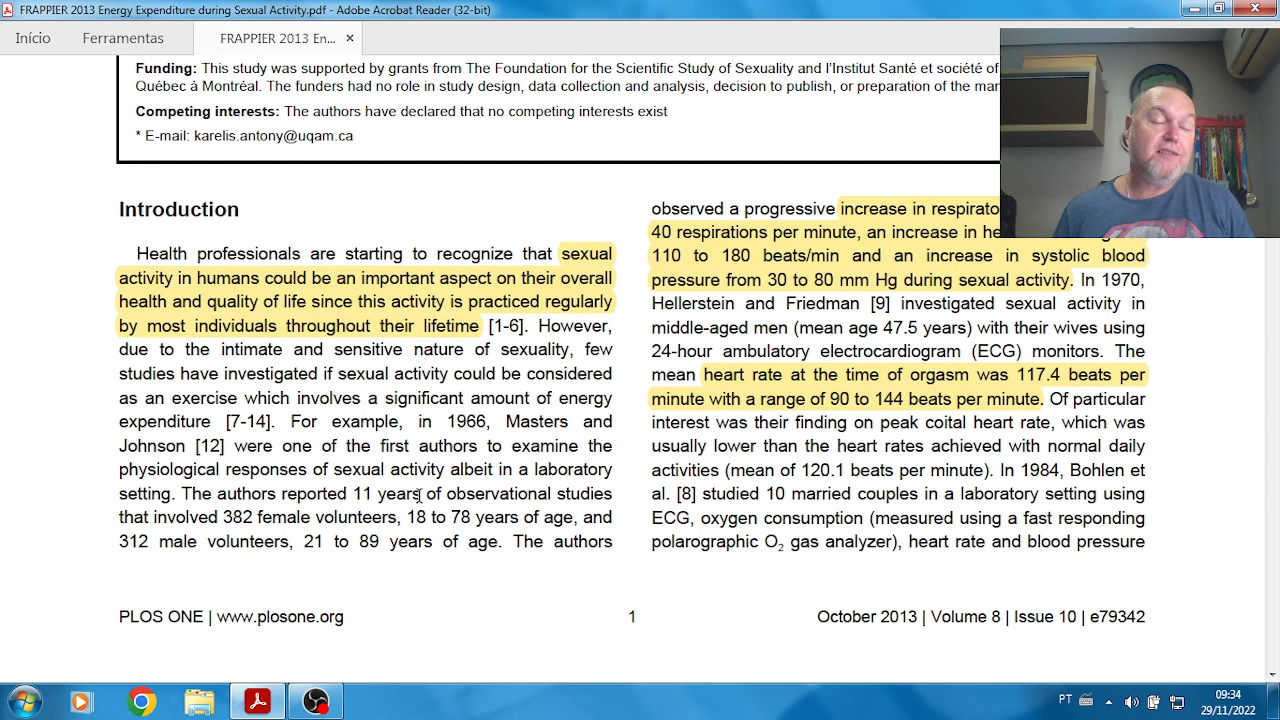 FRAPPIER 2013 Energy Expenditure during Sexual Activity.pdf - Adobe Acrobat Reader (32-bit)
Início
Ferramentas
FRAPPIER 2013 En...
Funding: This study was supported by grants from The Foundation for the Scientific Study of Sexuality and l'Institut Santé et société of
Québec à Montréal. The funders had no role in study design, data collection and analysis, decision to publish, or preparation of the
Competing interests: The authors have declared that no competing interests exist
* E-mail: karelis.antony@uqam.ca
Introduction
Health professionals are starting to recognize that sexual
activity in humans could be an important aspect on their overall
health and quality of life since this activity is practiced regularly
by most individuals throughout their lifetime [1-6]. However,
due to the intimate and sensitive nature of sexuality, few
studies have investigated if sexual activity could be considered
as an exercise which involves a significant amount of energy
expenditure [7-14]. For example, in 1966, Masters and
Johnson [12] were one of the first authors to examine the
physiological responses of sexual activity albeit in a laboratory
setting. The authors reported 11 years of observational studies
that involved 382 female volunteers, 18 to 78 years of age, and
312 male volunteers, 21 to 89 years of age. The authors
observed a progressive increase in
40 respirations per minute, an increase in
110 to 180 beats/min and an increase in systolic blood
pressure from 30 to 80 mm Hg during sexual activity. In 1970,
Hellerstein and Friedman [9] investigated sexual activity in
middle-aged men (mean age 47.5 years) with their wives using
24-hour ambulatory electrocardiogram (ECG) monitors. The
mean heart rate at the time of orgasm was 117.4 beats per
minute with a range of 90 to 144 beats per minute. Of particular
interest was their finding on peak coital heart rate, which was
usually lower than the heart rates achieved with normal daily
activities (mean of 120.1 beats per minute). In 1984, Bohlen et
al. [8] studied 10 married couples in a laboratory setting using
ECG, oxygen consumption (measured using a fast responding
polarographic O2 gas analyzer), heart rate and blood pressure
PLOS ONE | www.plosone.org
1
October 2013 | Volume 8 | Issue 10 | e79342
PT
09:34
29/11/2022